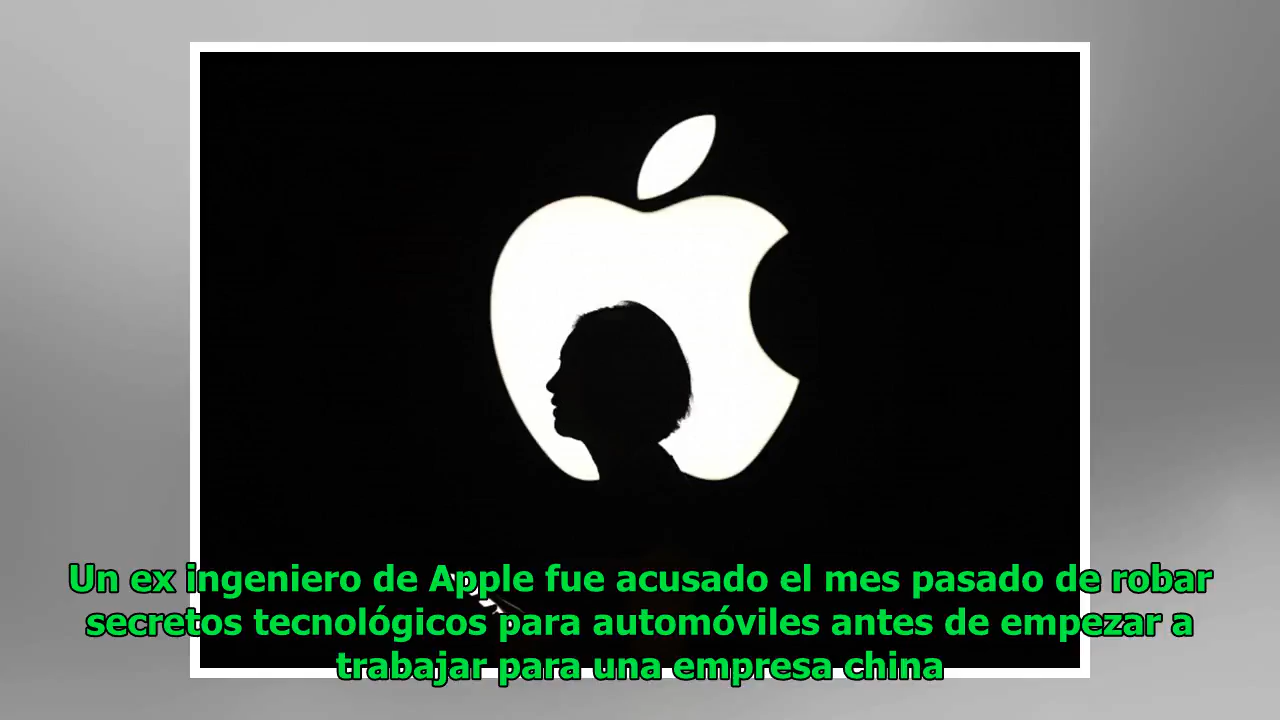 Un ex ingeniero de Apple fue acusado el mes pasado de robar
secretos tecnológicos para automóviles antes de empezar a
trabajar para una empresa china